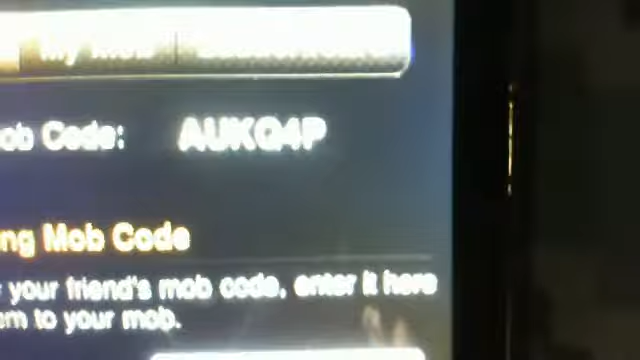 ob Code: AUKQ4P
ng Mob Code
your friend's mob code, enter it here
em to your mob.